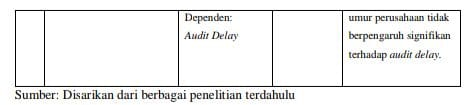 Dependen:
Audit Delay
umur perusahaan tidak
berpengaruh signifikan
terhadap audit delay.
Sumber: Disarikan dari berbagai penelitian terdahulu